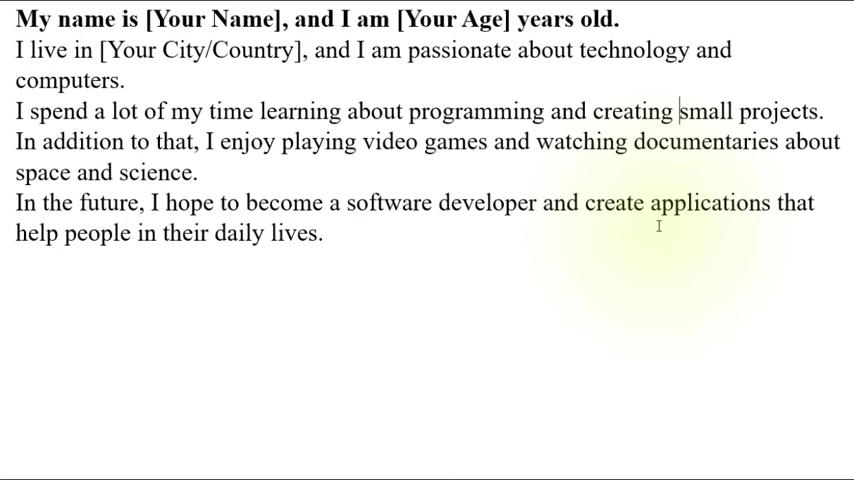 My name is [Your Name], and I am [Your Age] years old.
I live in [Your City/Country], and I am passionate about technology and
computers.
I spend a lot of my time learning about programming and creating small projects.
In addition to that, I enjoy playing video games and watching documentaries about
space and science.
In the future, I hope to become a software developer and create applications that
help people in their daily lives.